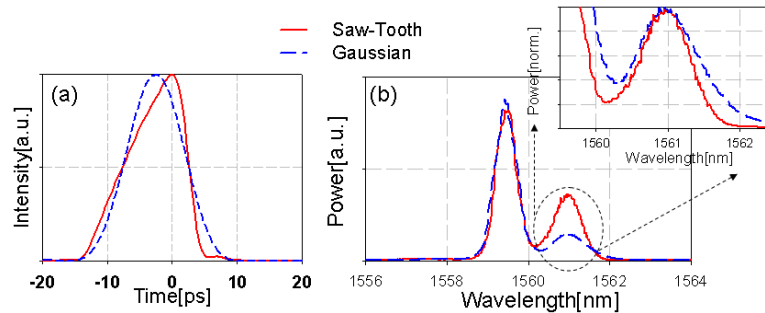 Saw-Tooth
Gaussian
(a)
Intensity[a.u.]
-20 -10 0 10 20
Time[ps]
(b)
Power[a.u.]
1556 1558 1560 1562 1564
Wavelength[nm]
Power[norm.]
1560 1561 1562
Wavelength[nm]